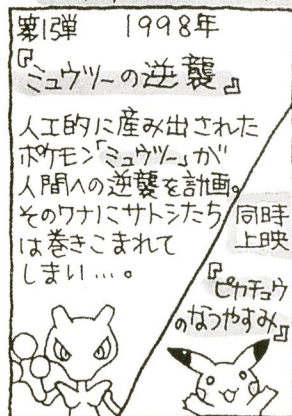 第1弾 1998年
『ミュウツーの逆襲』
人工的に産み出された
ポケモン「ミュウツー」が
人間への逆襲を計画。
そのワナにサトシたち
は巻きこまれて
しまい…。
同時
上映
『ピカチュウ
のなつやすみ』